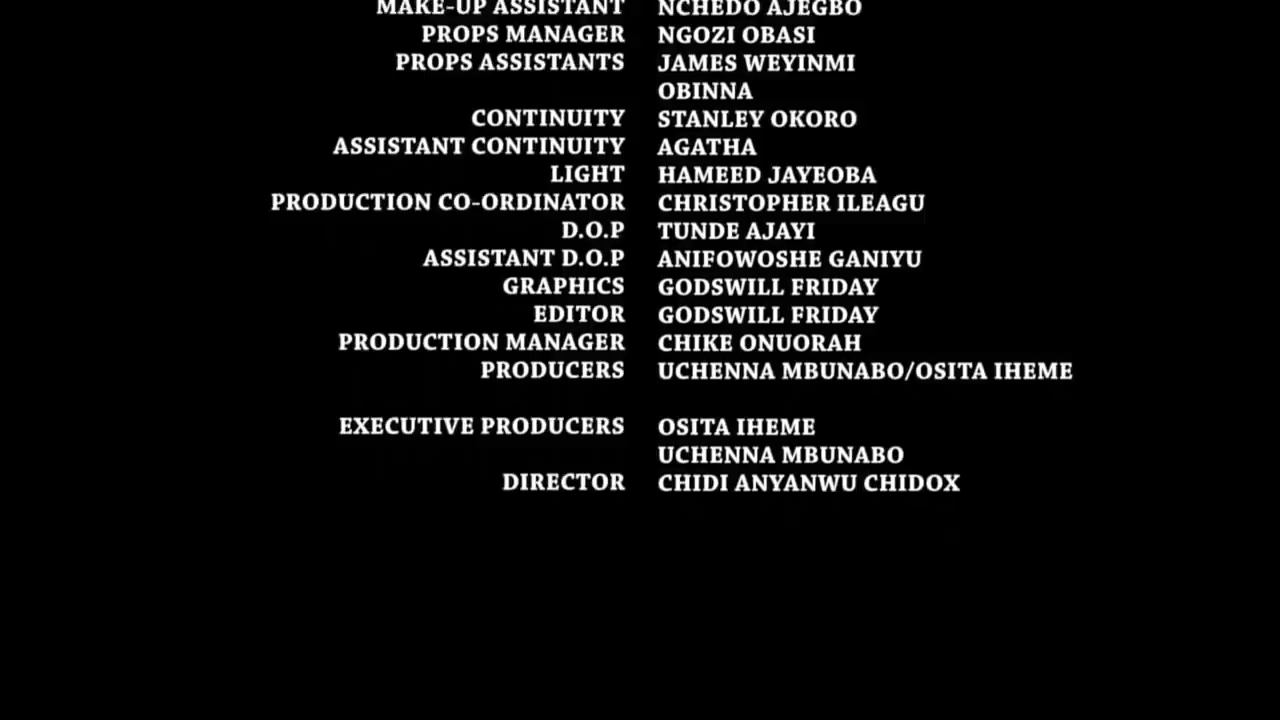 MAKE-UP ASSISTANT NCHEDO AJEGBO
PROPS MANAGER NGOZI OBASI
PROPS ASSISTANTS JAMES WEYINMI
OBINNA
CONTINUITY STANLEY OKORO
ASSISTANT CONTINUITY AGATHA
LIGHT HAMEED JAYEOBA
PRODUCTION CO-ORDINATOR CHRISTOPHER ILEAGU
D.O.P TUNDE AJAYI
ASSISTANT D.O.P ANIFOWOSHE GANIYU
GRAPHICS GODSWILL FRIDAY
EDITOR GODSWILL FRIDAY
PRODUCTION MANAGER CHIKE ONUORAH
PRODUCERS UCHENNA MBUNABO/OSITA IHEME
EXECUTIVE PRODUCERS OSITA IHEME
UCHENNA MBUNABO
DIRECTOR CHIDI ANYANWU CHIDOX